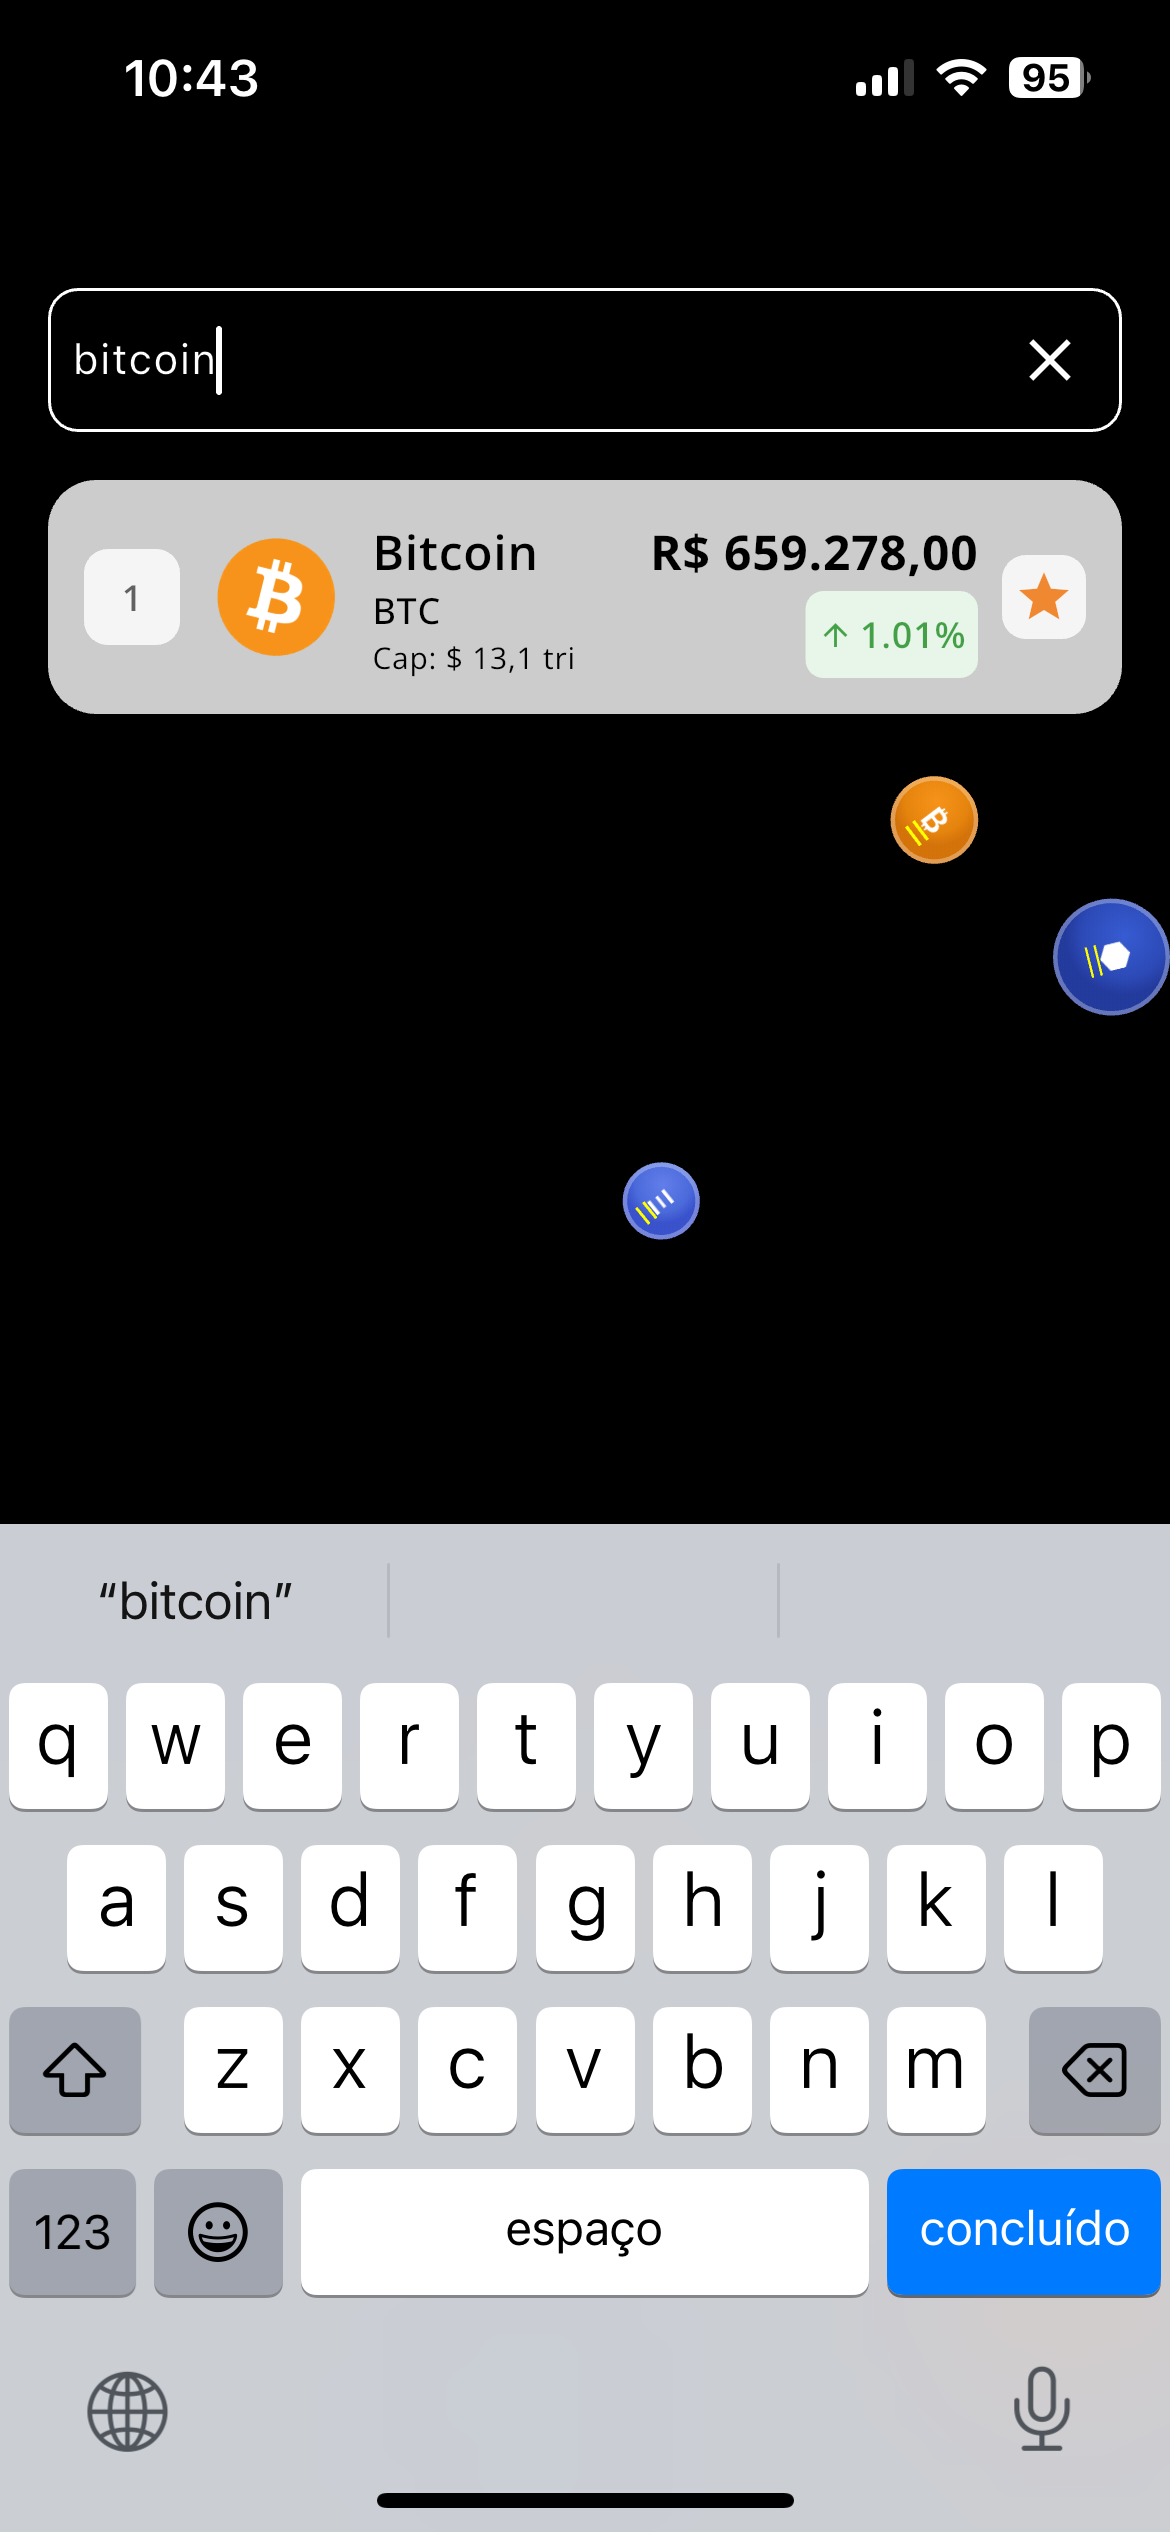 10:43
95
bitcoin
1
Bitcoin
R$ 659.278,00
BTC
↑ 1.01%
Cap: $ 13,1 tri
“bitcoin”
q w e r t y u i o p
a s d f g h j k l
z x c v b n m
123
espaço
concluído